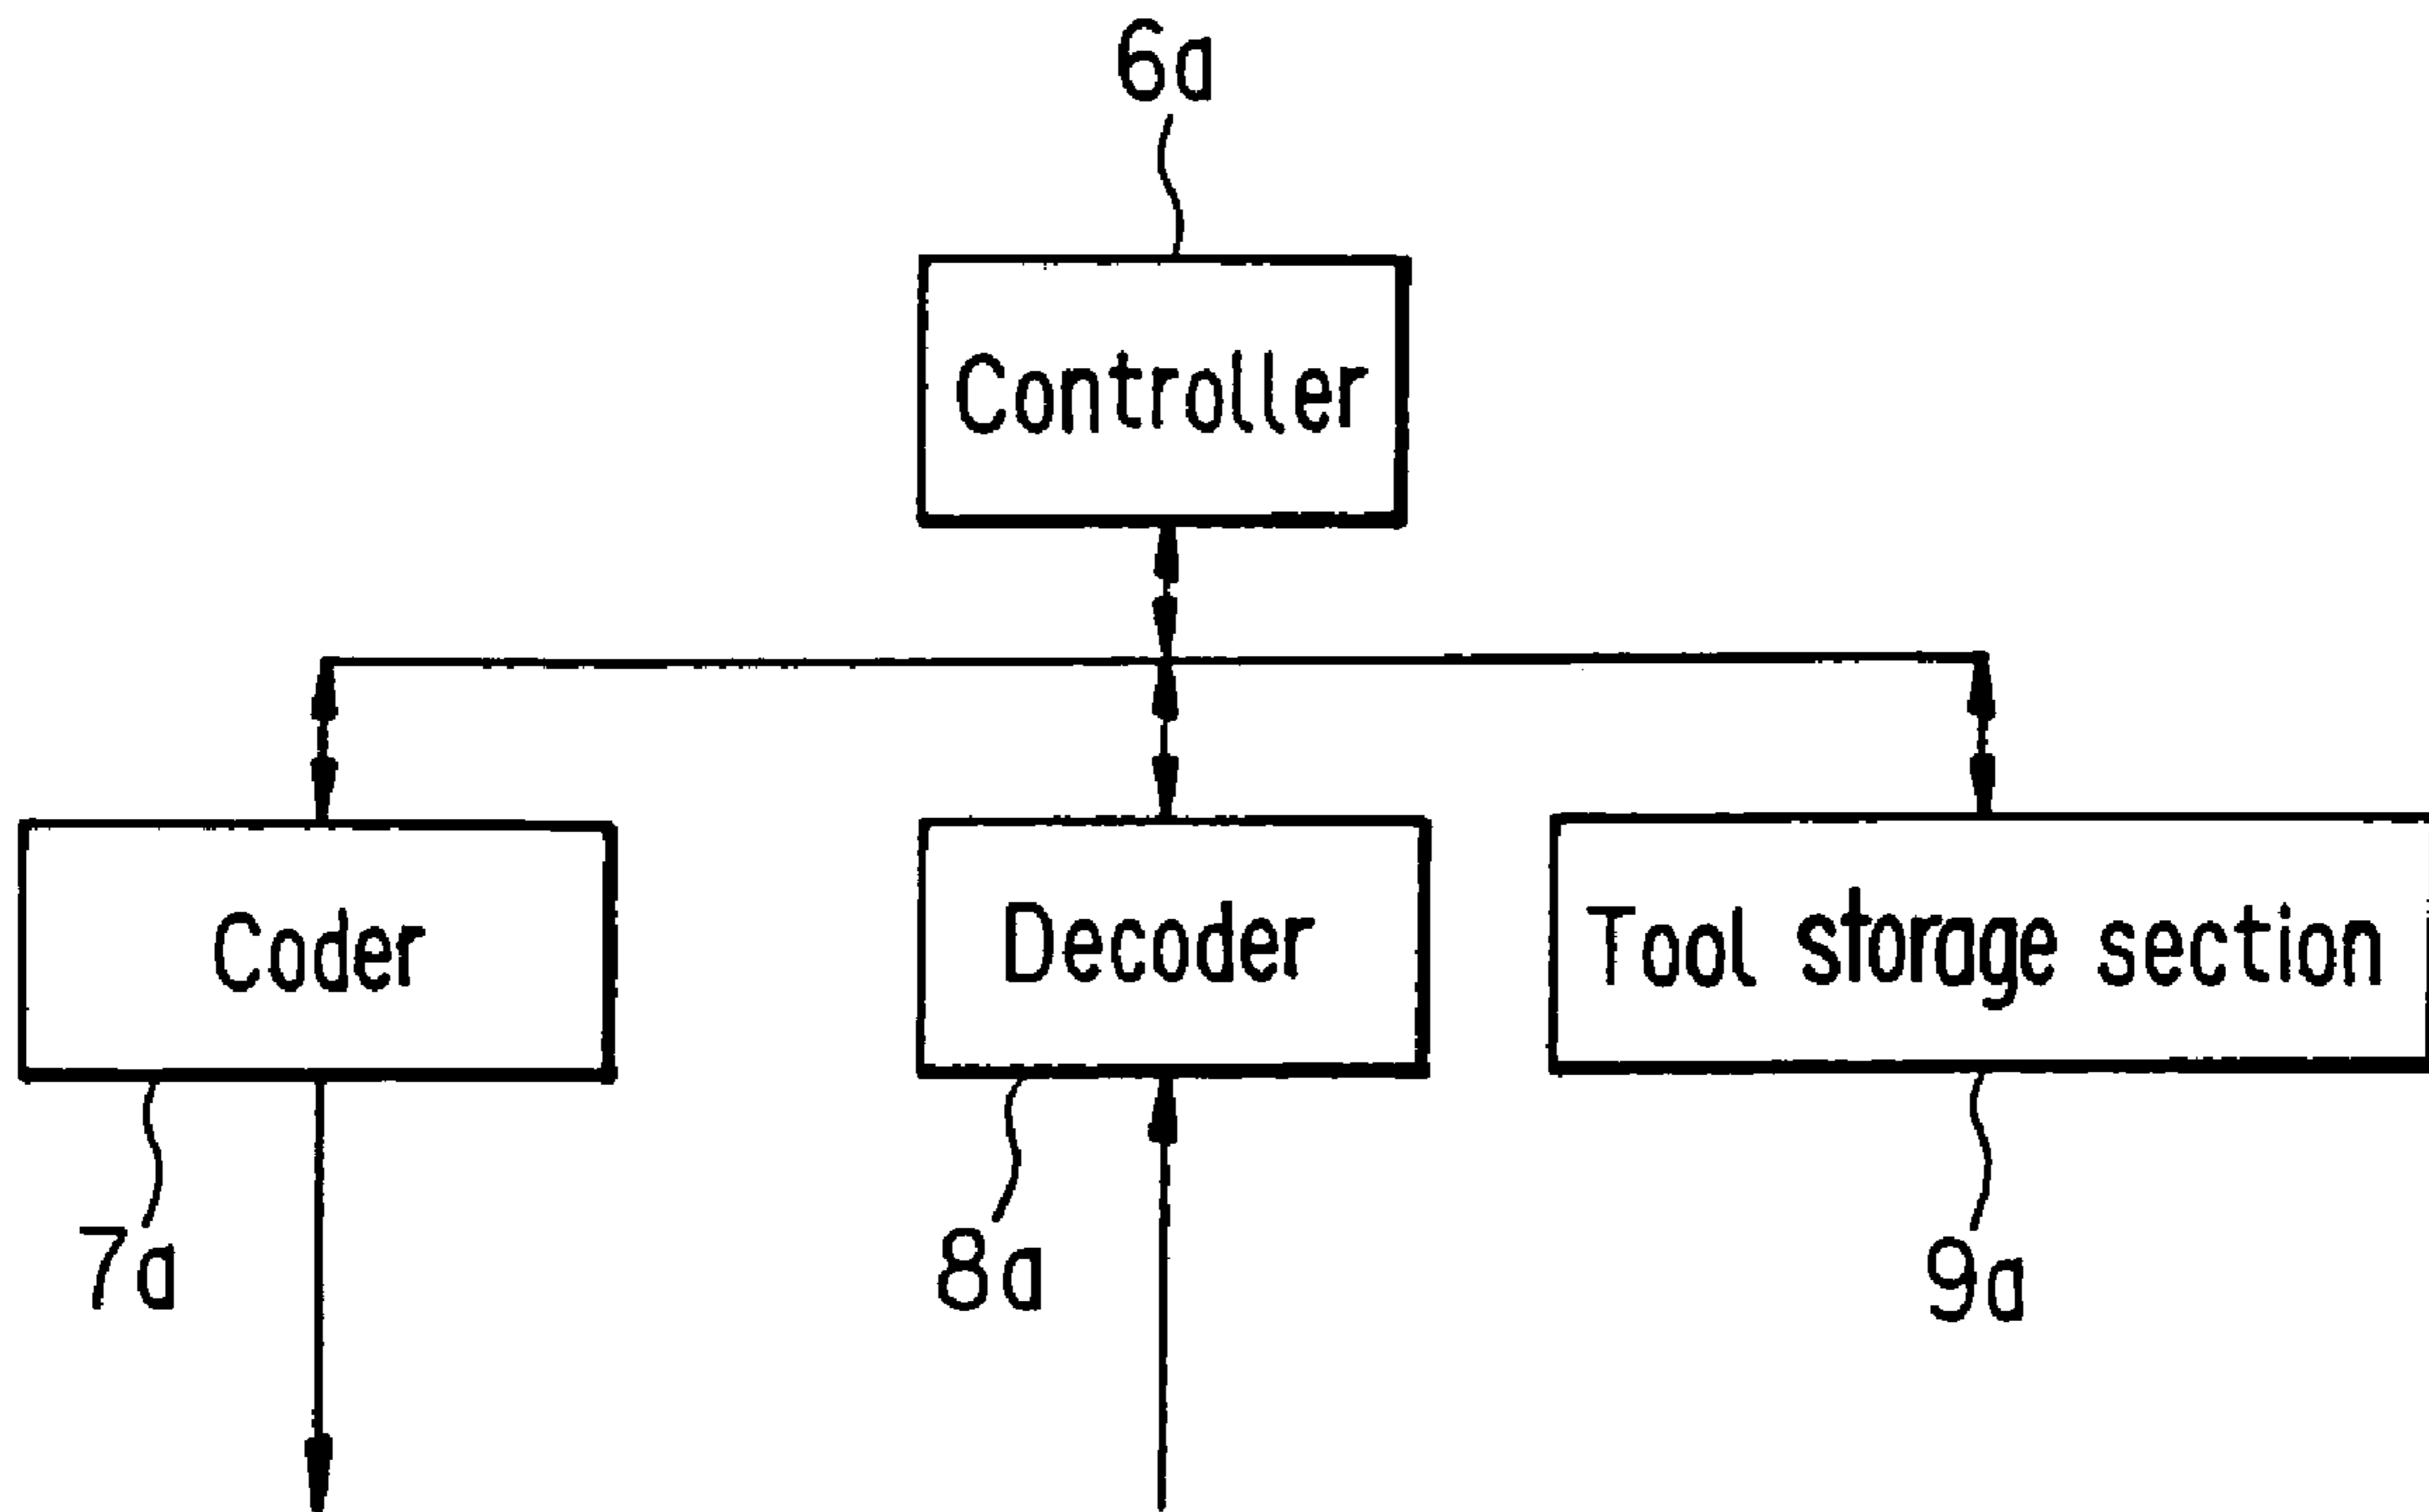 6a
Controller
Coder
Decoder
Tool storage section
7a
8a
9a